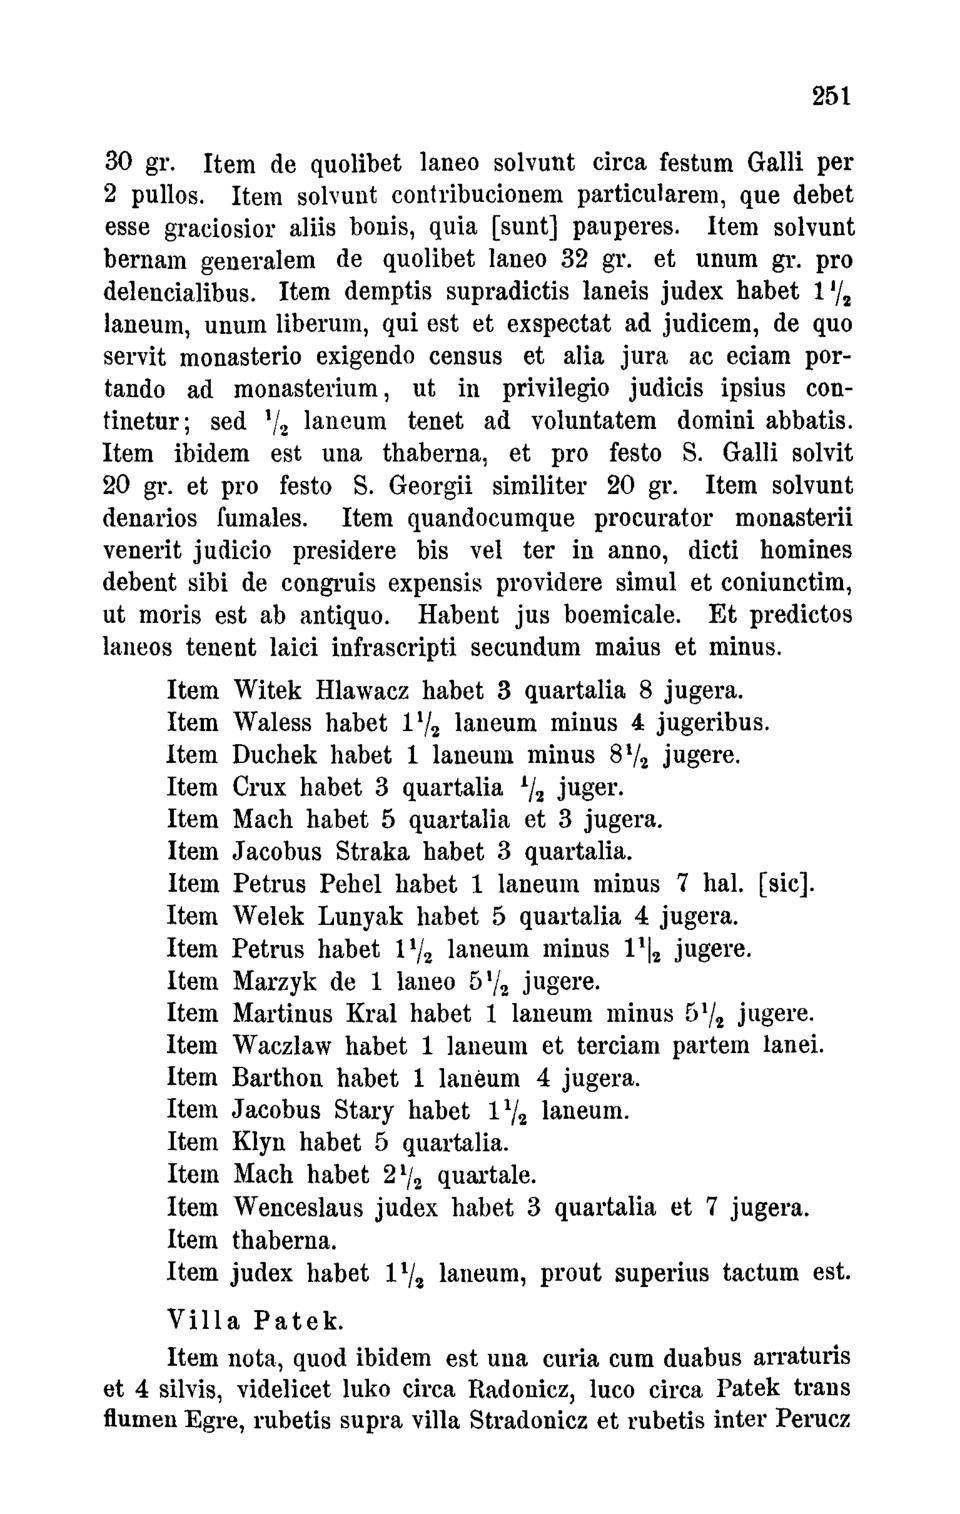 251
30 gr. Item de quolibet laneo solvunt circa festum Galli per
2 pullos. Item solvunt contribucionem particularem, que debet
esse graciosior aliis bonis, quia [sunt] pauperes. Item solvunt
bernam generalem de quolibet laneo 32 gr. et unum gr. pro
delencialibus. Item demptis supradictis laneis judex habet 1 1/2
laneum, unum liberum, qui est et exspectat ad judicem, de quo
servit monasterio exigendo census et alia jura ac eciam por-
tando ad monasterium, ut in privilegio judicis ipsius con-
tinetur; sed 1/2 laneum tenet ad voluntatem domini abbatis.
Item ibidem est una thaberna, et pro festo S. Galli solvit
20 gr. et pro festo S. Georgii similiter 20 gr. Item solvunt
denarios fumales. Item quandocumque procurator monasterii
venerit judicio presidere bis vel ter in anno, dicti homines
debent sibi de congruis expensis providere simul et coniunctim,
ut moris est ab antiquo. Habent jus boemicale. Et predictos
laneos tenent laici infrascripti secundum maius et minus.
Item Witek Hlawacz habet 3 quartalia 8 jugera.
Item Waless habet 1 1/2 laneum minus 4 jugeribus.
Item Duchek habet 1 laneum minus 8 1/2 jugere.
Item Crux habet 3 quartalia 1/2 juger.
Item Mach habet 5 quartalia et 3 jugera.
Item Jacobus Straka habet 3 quartalia.
Item Petrus Pehel habet 1 laneum minus 7 hal. [sic].
Item Welek Lunyak habet 5 quartalia 4 jugera.
Item Petrus habet 1 1/2 laneum minus 1 1|2 jugere.
Item Marzyk de 1 laneo 5 1/2 jugere.
Item Martinus Kral habet 1 laneum minus 5 1/2 jugere.
Item Waczlaw habet 1 laneum et terciam partem lanei.
Item Barthon habet 1 laneum 4 jugera.
Item Jacobus Stary habet 1 1/2 laneum.
Item Klyn habet 5 quartalia.
Item Mach habet 2 1/2 quartale.
Item Wenceslaus judex habet 3 quartalia et 7 jugera.
Item thaberna.
Item judex habet 1 1/2 laneum, prout superius tactum est.
Villa Patek.
Item nota, quod ibidem est una curia cum duabus arraturis
et 4 silvis, videlicet luko circa Radonicz, luco circa Patek trans
flumen Egre, rubetis supra villa Stradonicz et rubetis inter Perucz